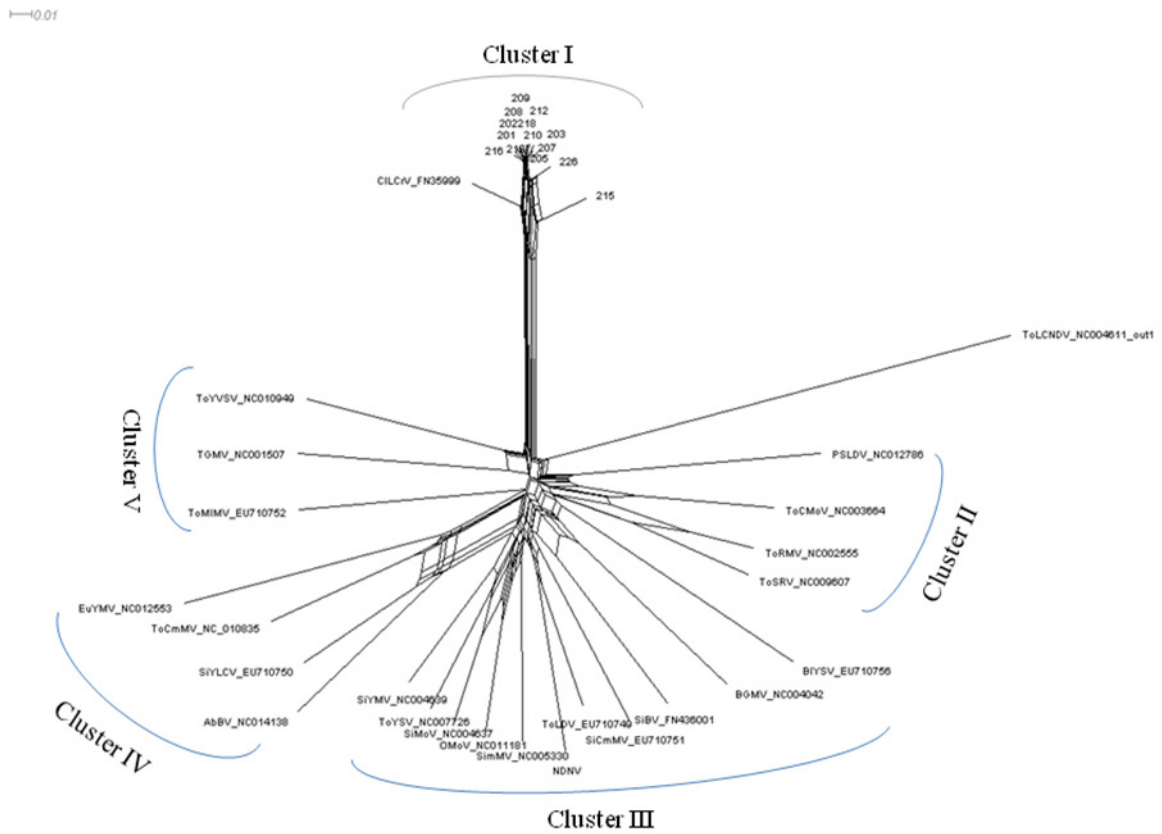 0.01
Cluster I
209
208 212
202218
201 210 203
216 207
205
226
ClLCrV_FN35999
215
ToLCNDV_NC004611_out1
ToYVSV_NC010949
TGMV_NC001507
PSLDV_NC012786
Cluster V
ToMlMV_EU710752
ToCMoV_NC003664
Cluster II
ToRMV_NC002555
ToSRV_NC009607
EuYMV_NC012553
ToCmMV_NC_010835
SiYLCV_EU710750
BlYSV_EU710756
AbBV_NC014138
SiYMV_NC004639
BGMV_NC004042
ToYSV_NC007726
ToLDV_EU710749
SiBV_FN436001
SiMoV_NC004637
SiCmMV_EU710751
OMoV_NC011181
SimMV_NC005330
NDNV
Cluster IV
Cluster III